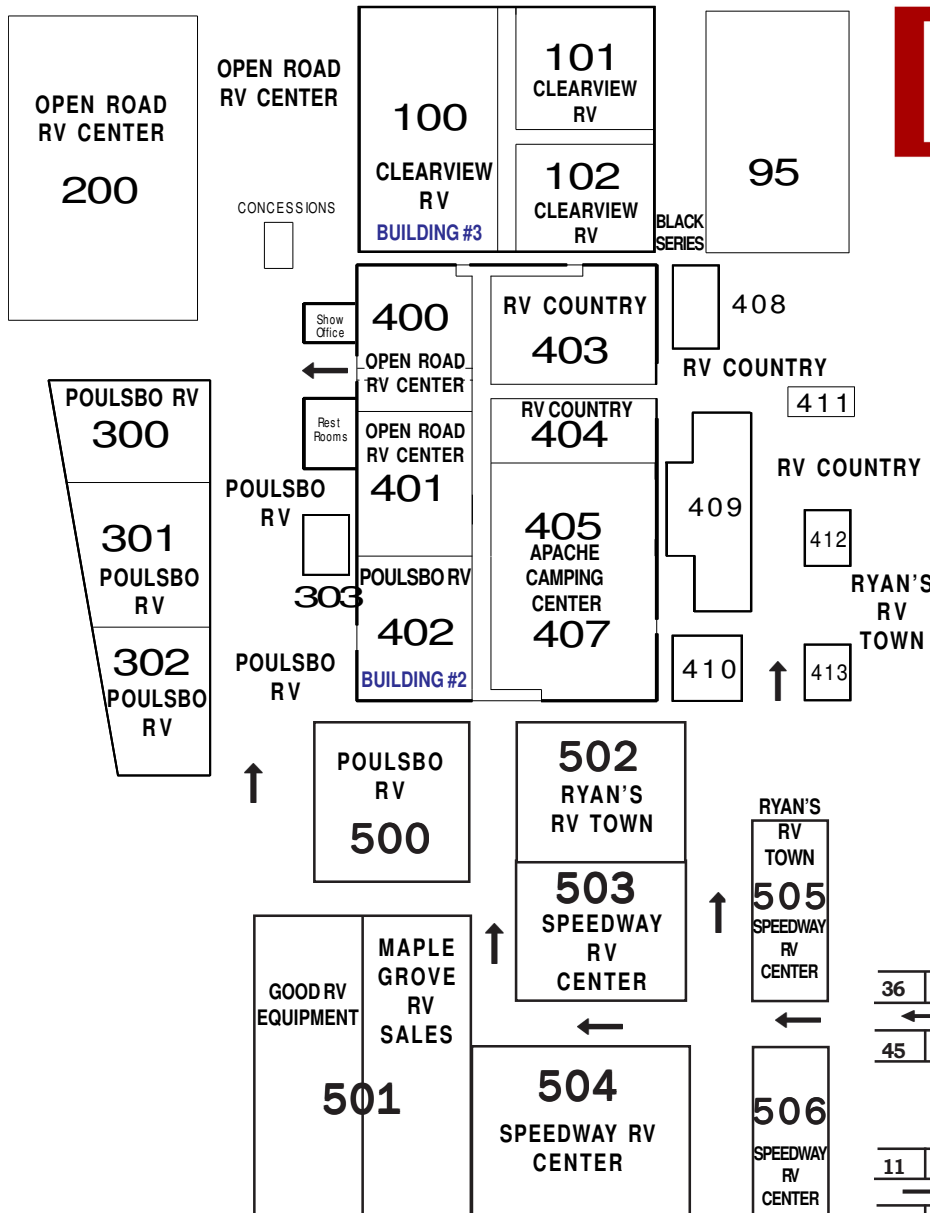 OPEN ROAD
RV CENTER
200
OPEN ROAD
RV CENTER
CONCESSIONS
100
CLEARVIEW
RV
BUILDING #3
101
CLEARVIEW
RV
102
CLEARVIEW
RV
95
BLACK
SERIES
Show
Office
400
OPEN ROAD
RV CENTER
RV COUNTRY
403
408
RV COUNTRY
411
POULSBO RV
300
Rest
Rooms
OPEN ROAD
RV CENTER
401
RV COUNTRY
404
RV COUNTRY
409
POULSBO
RV
301
POULSBO
RV
303
405
APACHE
CAMPING
CENTER
407
412
RYAN'S
RV
TOWN
POULSBO RV
402
BUILDING #2
302
POULSBO
RV
POULSBO
RV
410
413
POULSBO
RV
500
502
RYAN'S
RV TOWN
RYAN'S
RV
TOWN
505
SPEEDWAY
RV
CENTER
503
SPEEDWAY
RV
CENTER
GOOD RV
EQUIPMENT
MAPLE
GROVE
RV
SALES
501
504
SPEEDWAY RV
CENTER
506
SPEEDWAY
RV
CENTER
36
45
11